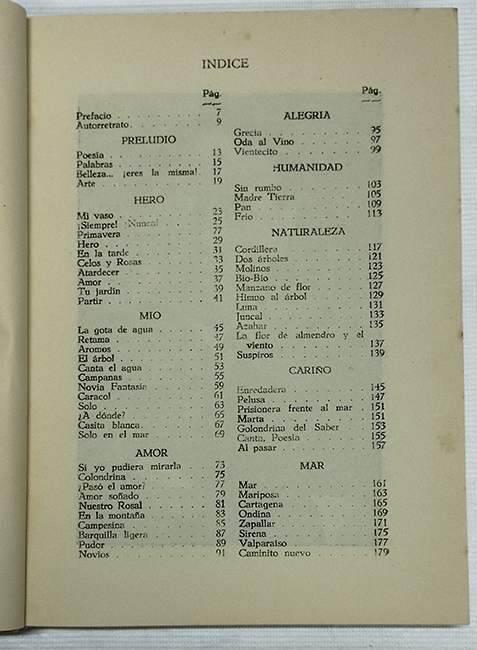 INDICE
Pág.
Prefacio . . . . . . . . . 7
Autorretrato. . . . . . . . 9
PRELUDIO
Poesía . . . . . . . . . 13
Palabras . . . . . . . . . 15
Belleza... ¡eres la misma!. . 17
Arte . . . . . . . . . . 19
HERO
Mi vaso . . . . . . . . . 23
¡Siempre! ¡Nunca! . . . . . 25
Primavera . . . . . . . . 27
Hero . . . . . . . . . . 29
En la tarde . . . . . . . 31
Celos y Rosas . . . . . . 33
Atardecer . . . . . . . . 35
Amor . . . . . . . . . . 37
Tu jardín . . . . . . . . 39
Partir . . . . . . . . . . 41
MIO
La gota de agua . . . . . 45
Retama . . . . . . . . . 47
Aromos . . . . . . . . . 49
El árbol . . . . . . . . . 51
Canta el agua . . . . . . 53
Campanas . . . . . . . . 55
Novia Fantasía . . . . . . 59
Caracol . . . . . . . . . 61
Solo . . . . . . . . . . 63
¿A dónde? . . . . . . . . 65
Casita blanca. . . . . . . 67
Solo en el mar . . . . . . 69
AMOR
Si yo pudiera mirarla . . . 73
Golondrina . . . . . . . . 75
¿Pasó el amor? . . . . . . 77
Amor soñado . . . . . . . 79
Nuestro Rosal . . . . . . 81
En la montaña . . . . . . 83
Campesina . . . . . . . . 85
Barquilla ligera . . . . . . 87
Pudor . . . . . . . . . . 89
Novios . . . . . . . . . . 91
Pág.
ALEGRIA
Grecia . . . . . . . . . . 95
Oda al Vino . . . . . . . 97
Vientecito . . . . . . . . 99
HUMANIDAD
Sin rumbo . . . . . . . . 103
Madre Tierra . . . . . . . 105
Pan . . . . . . . . . . . 109
Frío . . . . . . . . . . . 113
NATURALEZA
Cordillera . . . . . . . . 117
Dos árboles . . . . . . . 121
Molinos . . . . . . . . . 123
Bío-Bío . . . . . . . . . 125
Manzano de flor . . . . . 127
Himno al árbol . . . . . . 129
Luna . . . . . . . . . . 131
Juncal . . . . . . . . . . 133
Azahar . . . . . . . . . . 135
La flor de almendro y el
viento . . . . . . . . . 137
Suspiros . . . . . . . . . 139
CARIÑO
Enredadera . . . . . . . . 145
Pelusa . . . . . . . . . . 147
Prisionera frente al mar . . 151
Marta . . . . . . . . . . 151
Golondrina del Saber . . . 153
Canta, Poesía . . . . . . . 155
Al pasar . . . . . . . . . 157
MAR
Mar . . . . . . . . . . . 161
Mariposa . . . . . . . . . 163
Cartagena . . . . . . . . 165
Ondina . . . . . . . . . 169
Zapallar . . . . . . . . . 171
Sirena . . . . . . . . . . 175
Valparaíso . . . . . . . . 177
Caminito nuevo . . . . . . 179